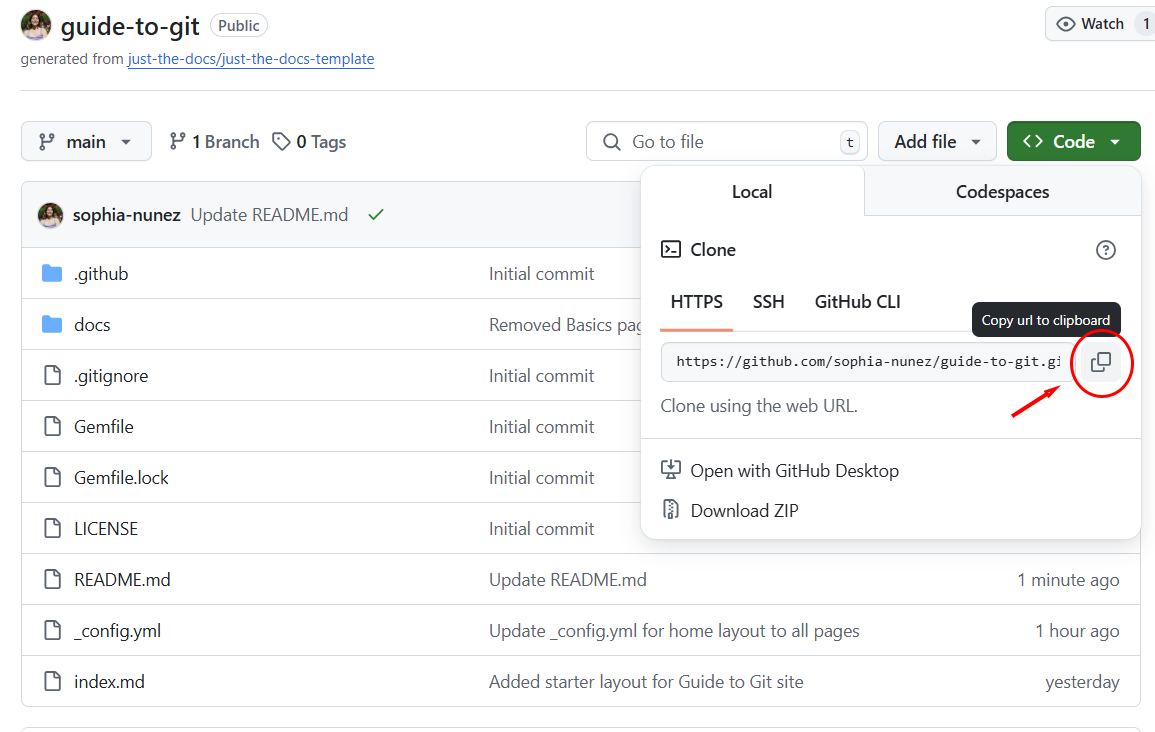 guide-to-git Public Watch 1
generated from just-the-docs/just-the-docs-template
main 1 Branch 0 Tags Go to file t Add file Code
Local Codespaces
sophia-nunez Update README.md
Clone
.github Initial commit
HTTPS SSH GitHub CLI
Copy url to clipboard
docs Removed Basics pag
https://github.com/sophia-nunez/guide-to-git.gi
.gitignore Initial commit
Clone using the web URL.
Gemfile Initial commit
Open with GitHub Desktop
Gemfile.lock Initial commit
Download ZIP
LICENSE Initial commit
README.md Update README.md 1 minute ago
_config.yml Update _config.yml for home layout to all pages 1 hour ago
index.md Added starter layout for Guide to Git site yesterday